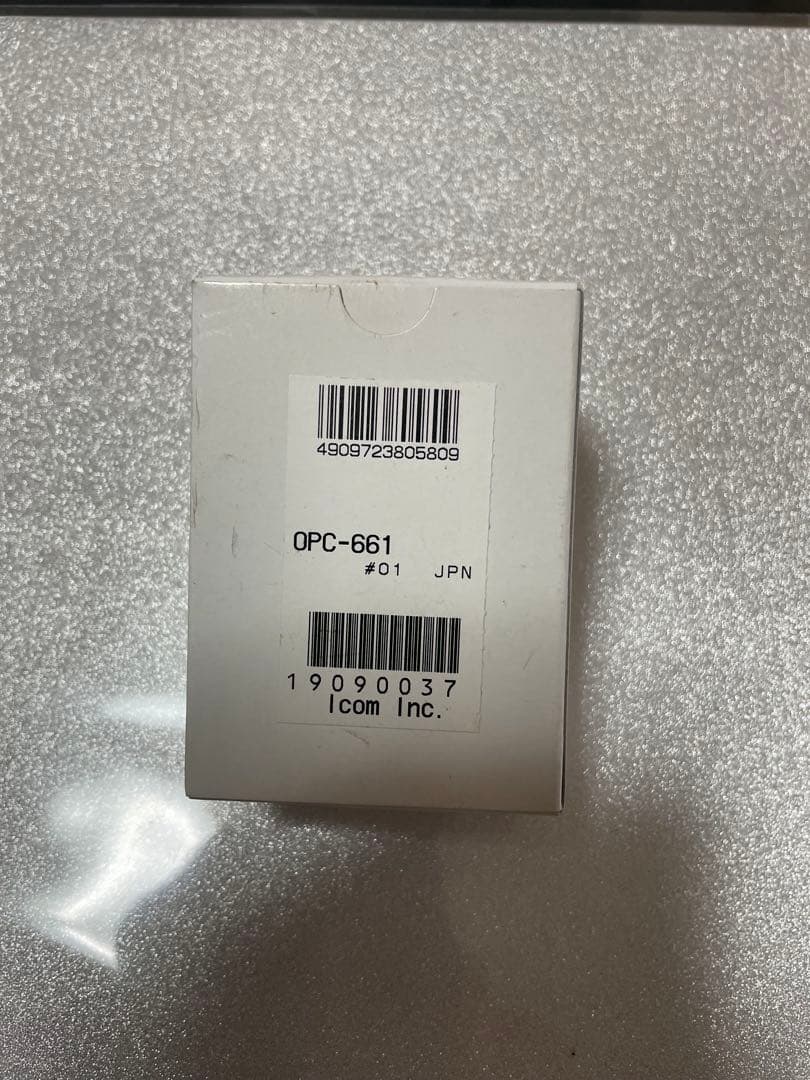 4909723805809
OPC-661
#01 JPN
19090037
Icom Inc.